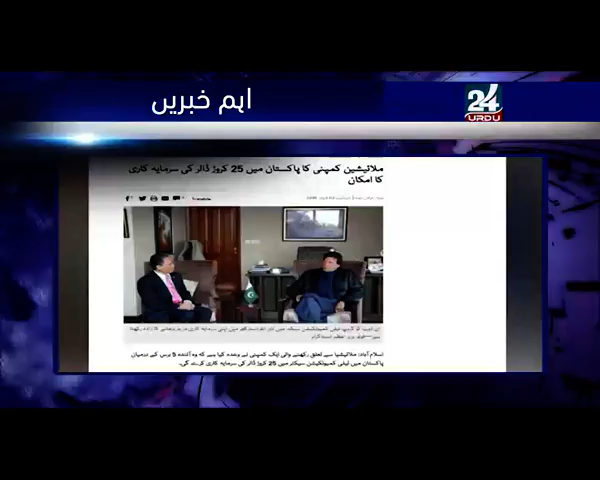 اہم خبریں
24
URDU
ملائیشین کمپنی کا پاکستان میں 25 کروڑ ڈالر کی سرمایہ کاری
کا امکان
اسلام آباد: ملائیشیا سے تعلق رکھنے والی ایک کمپنی نے وعدہ کیا ہے کہ وہ آئندہ 5 برس کے درمیان
پاکستان میں ٹیلی کمیونیکیشن سیکٹر میں 25 کروڑ ڈالر کی سرمایہ کاری کرے گی۔